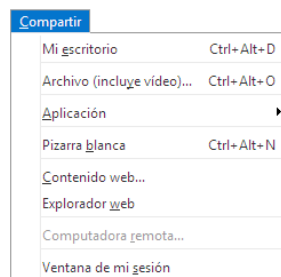 Compartir
Mi escritorio Ctrl+Alt+D
Archivo (incluye vídeo)... Ctrl+Alt+O
Aplicación
Pizarra blanca Ctrl+Alt+N
Contenido web...
Explorador web
Computadora remota...
Ventana de mi sesión